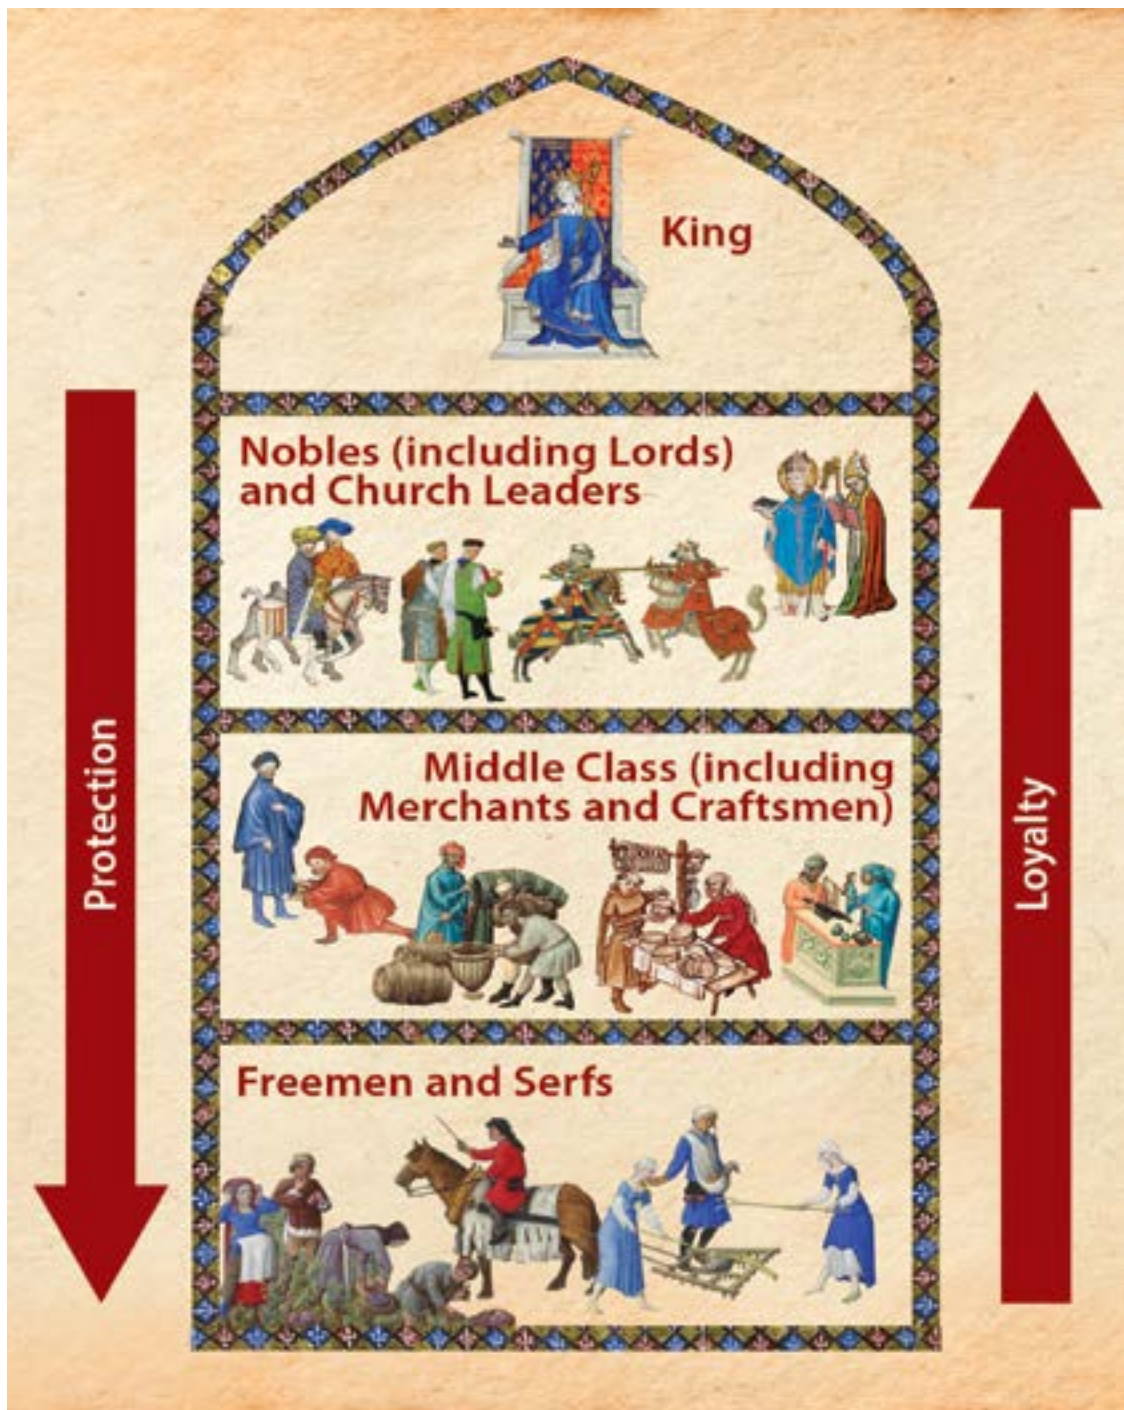 King
Nobles (including Lords)
and Church Leaders
Protection
Loyalty
Middle Class (including
Merchants and Craftsmen)
Freemen and Serfs